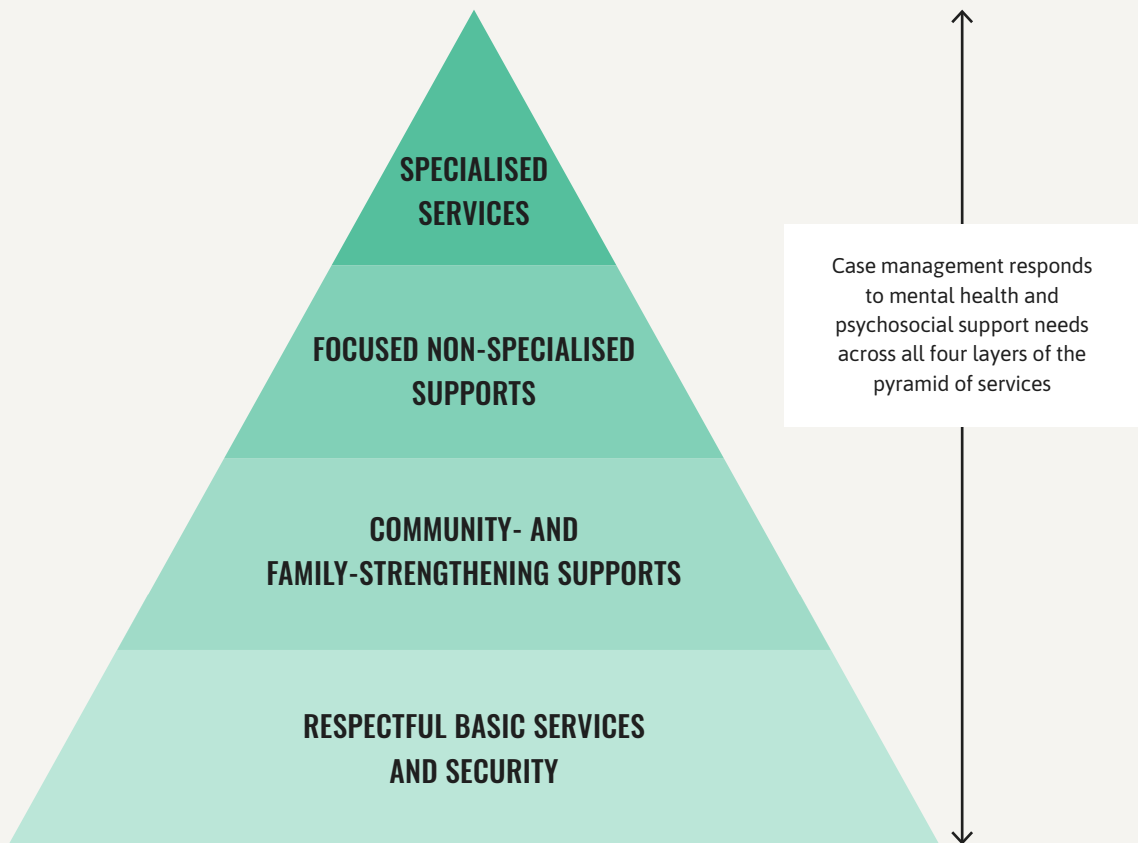 SPECIALISED
SERVICES
FOCUSED NON-SPECIALISED
SUPPORTS
COMMUNITY- AND
FAMILY-STRENGTHENING SUPPORTS
RESPECTFUL BASIC SERVICES
AND SECURITY
Case management responds
to mental health and
psychosocial support needs
across all four layers of the
pyramid of services